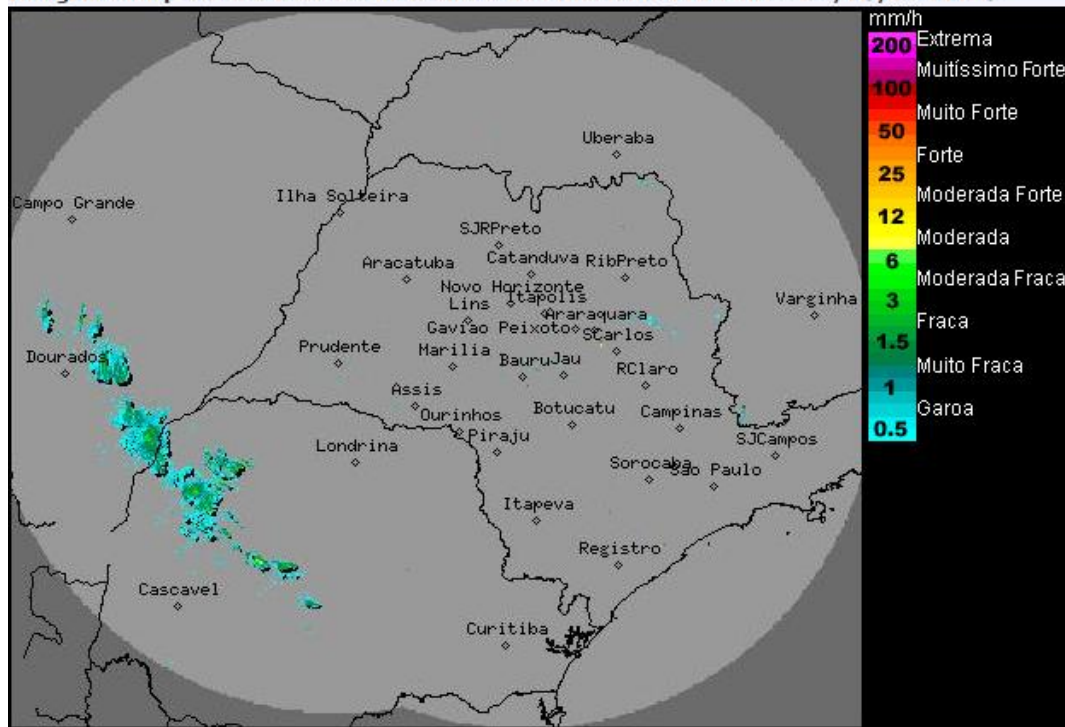 mm/h
200 Extrema
Muitíssimo Forte
100
Muito Forte
50
Forte
25
Moderada Forte
12
Moderada
6
Moderada Fraca
3
Fraca
1.5
Muito Fraca
1
Garoa
0.5
Uberaba
Campo Grande
Ilha Solteira
SJRPreto
Aracatuba
Catanduva
RibPreto
Novo Horizonte
Lins
Itapolis
Araraquara
Varginha
Gaviao Peixoto
SCarlos
Dourados
Prudente
Marilia
Bauru
Jau
RClaro
Assis
Ourinhos
Botucatu
Campinas
Londrina
Piraju
SJCampos
Sorocaba
Sao Paulo
Itapeva
Registro
Cascavel
Curitiba